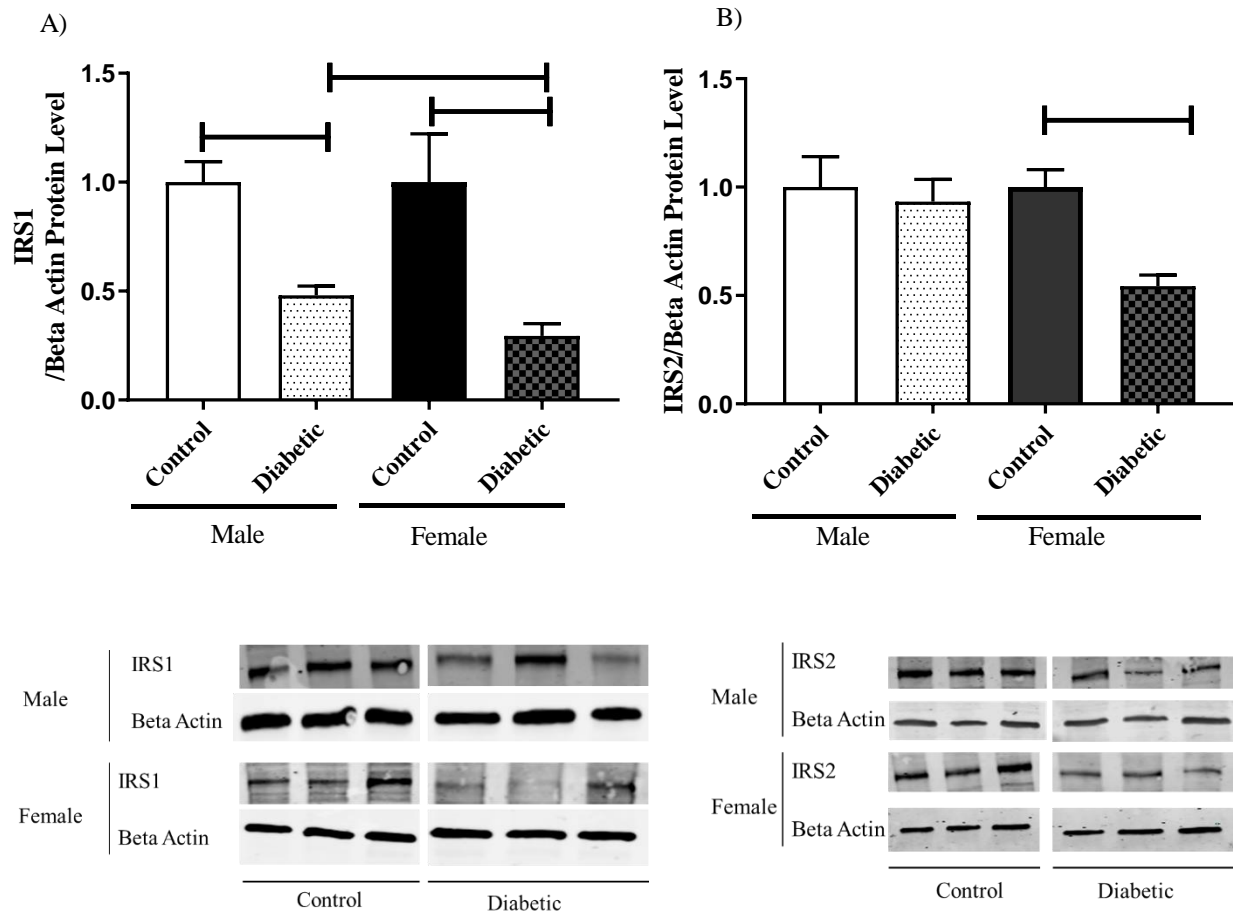 A)
IRS1
/Beta Actin Protein Level
1.5
1.0
0.5
0.0
Control
Diabetic
Control
Diabetic
Male
Female
B)
IRS2/Beta Actin Protein Level
1.5
1.0
0.5
0.0
Control
Diabetic
Control
Diabetic
Male
Female
Male
IRS1
Beta Actin
Female
IRS1
Beta Actin
Control
Diabetic
Male
IRS2
Beta Actin
Female
IRS2
Beta Actin
Control
Diabetic